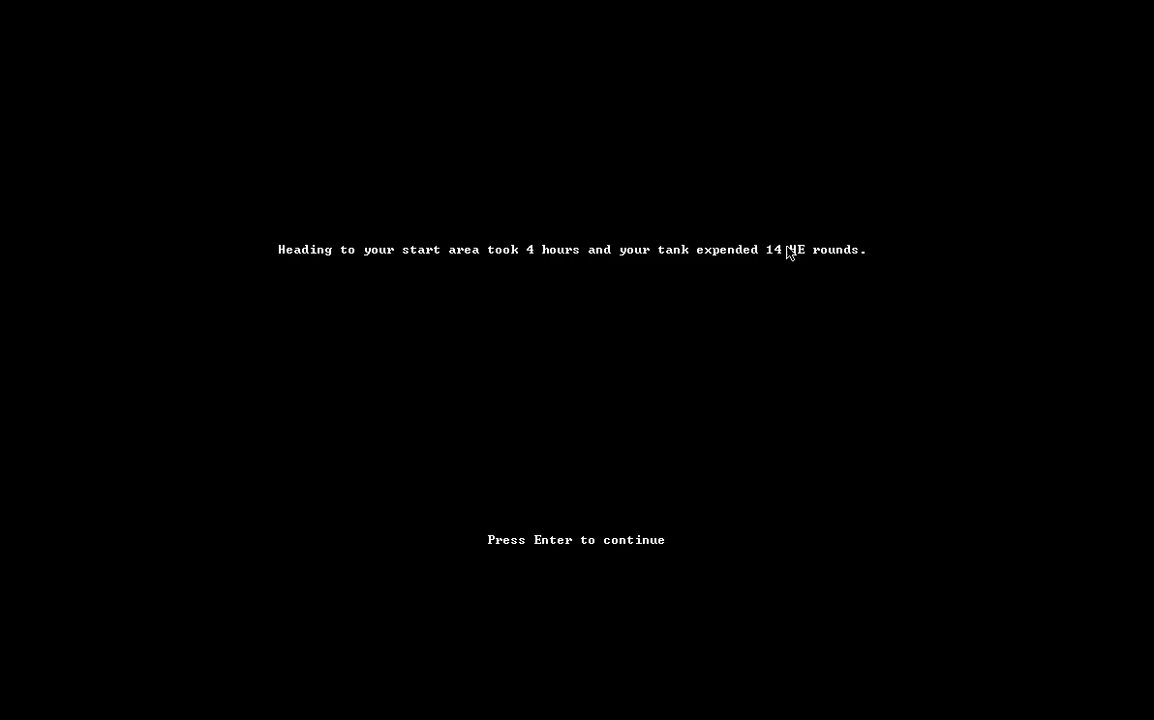 Heading to your start area took 4 hours and your tank expended 14 HE rounds.
Press Enter to continue